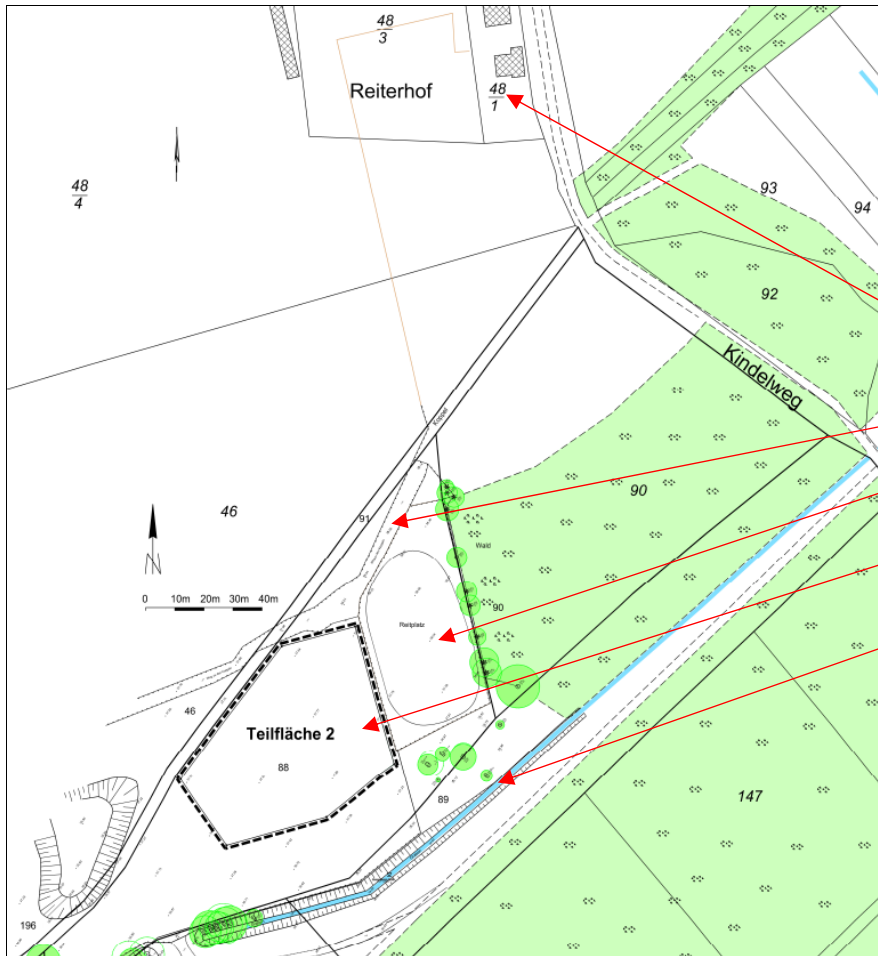 48
3
Reiterhof
48
1
48
4
93
94
92
Kindelweg
Koppel
46
91
90
Wald
0 10m 20m 30m 40m
90
Reitplatz
46
Teilfläche 2
88
89
147
196